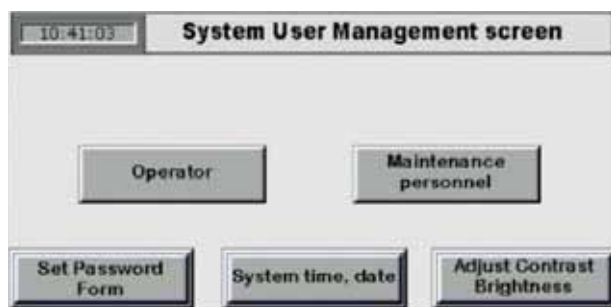 10:41:03
System User Management screen
Operator
Maintenance
personnel
Set Password
Form
System time, date
Adjust Contrast
Brightness